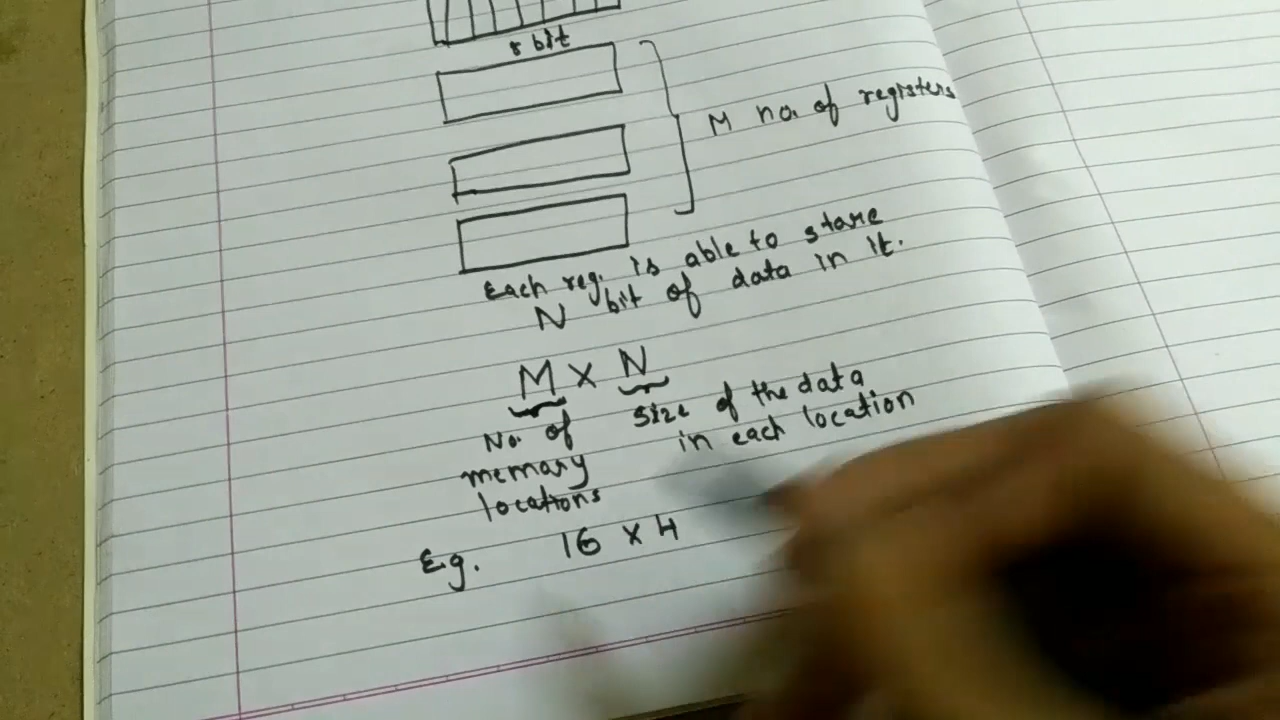 8 bit
M no. of registers
Each reg. is able to store
N bit of data in it.
M x N
No. of
memory
locations
Size of the data
in each location
Eg. 16 x 4